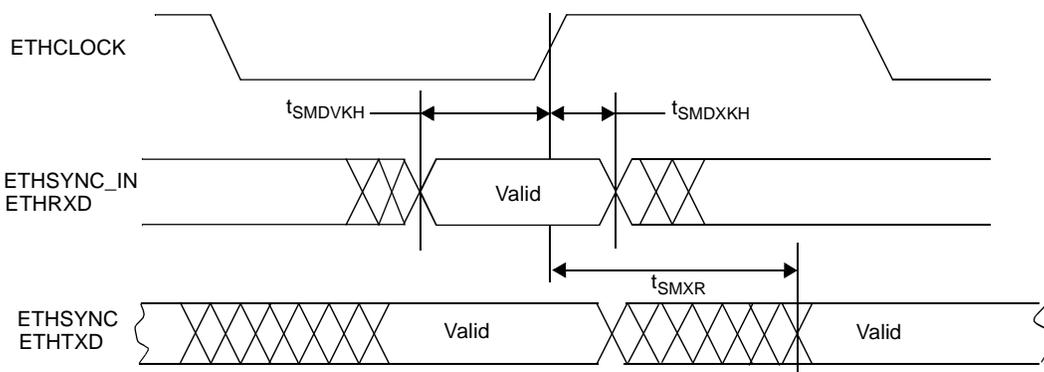 ETHCLOCK
tSMDVKH
tSMDXKH
ETHSYNC_IN
ETHRXD
Valid
tSMXR
ETHSYNC
ETHTXD
Valid
Valid